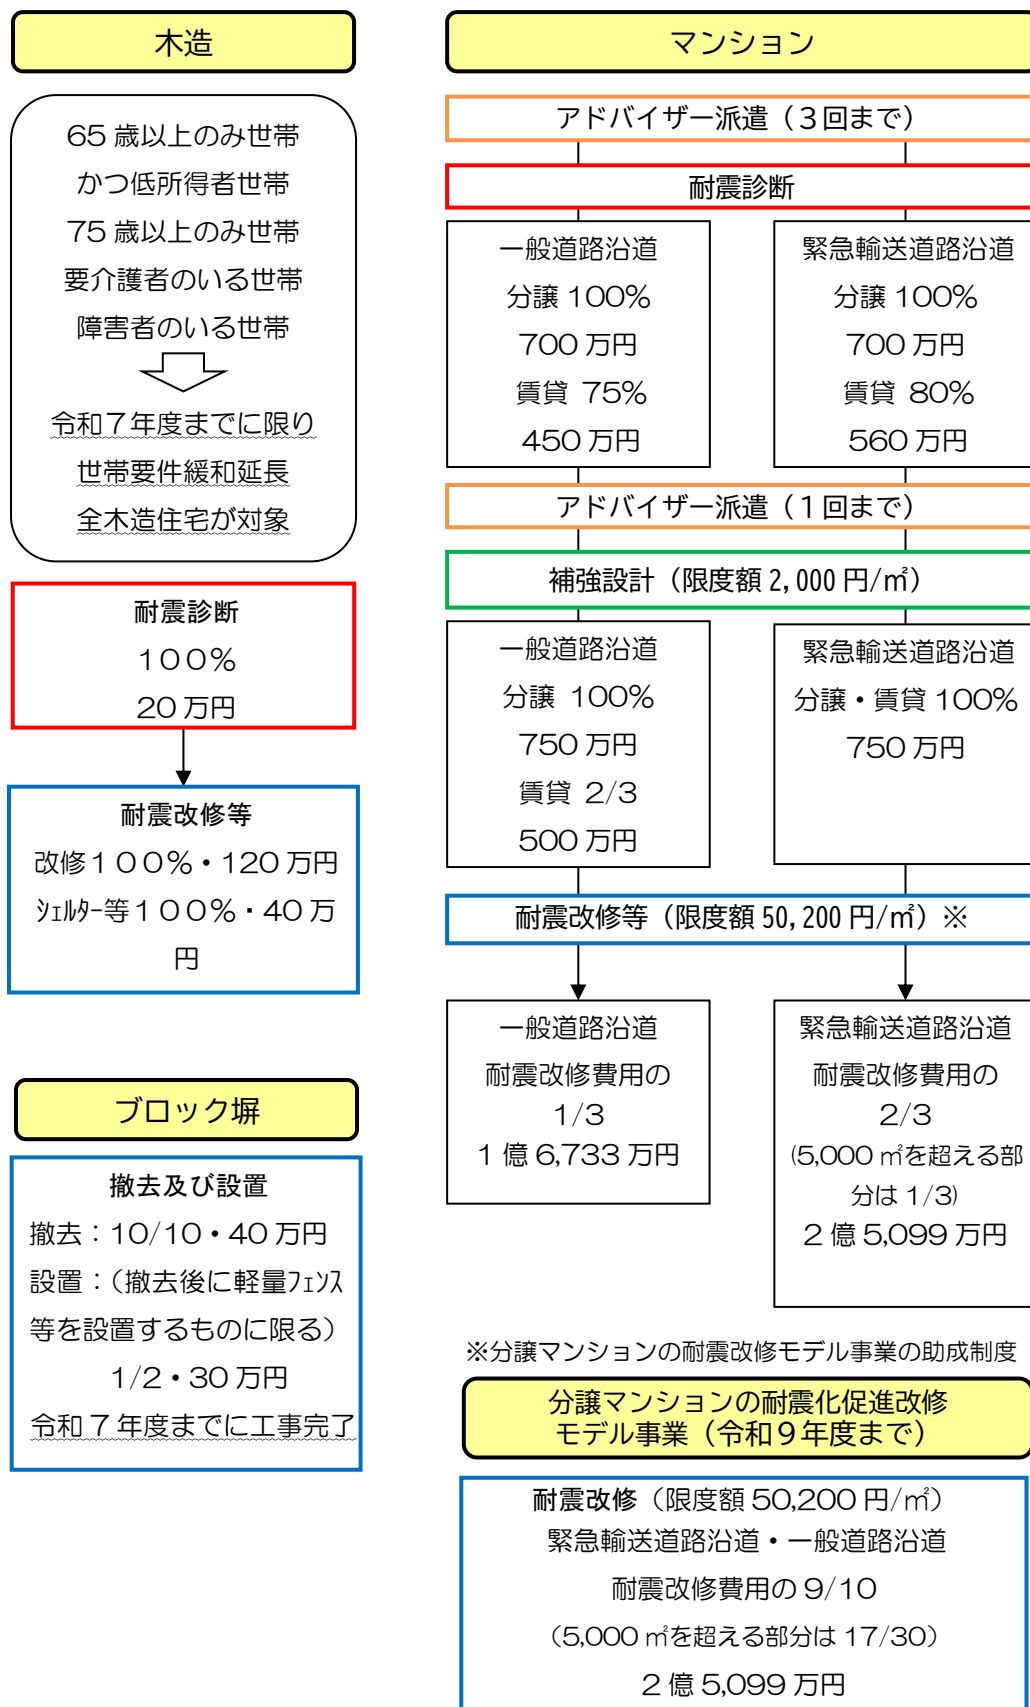 木造
65 歳以上のみ世帯
かつ低所得者世帯
75 歳以上のみ世帯
要介護者のいる世帯
障害者のいる世帯
令和７年度までに限り
世帯要件緩和延長
全木造住宅が対象
耐震診断
１００％
20 万円
耐震改修等
改修１００％・120 万円
ｼｪﾙﾀｰ等１００％・40 万
円
ブロック塀
撤去及び設置
撤去：10/10・40 万円
設置：（撤去後に軽量ﾌｪﾝｽ
等を設置するものに限る）
1/2・30 万円
令和７年度までに工事完了
マンション
アドバイザー派遣（３回まで）
耐震診断
一般道路沿道
分譲 100％
700 万円
賃貸 75％
450 万円
緊急輸送道路沿道
分譲 100％
700 万円
賃貸 80％
560 万円
アドバイザー派遣（１回まで）
補強設計（限度額 2,000 円/㎡）
一般道路沿道
分譲 100％
750 万円
賃貸 2/3
500 万円
緊急輸送道路沿道
分譲・賃貸 100％
750 万円
耐震改修等（限度額 50,200 円/㎡）※
一般道路沿道
耐震改修費用の
1/3
１億 6,733 万円
緊急輸送道路沿道
耐震改修費用の
2/3
(5,000 ㎡を超える部
分は 1/3)
２億 5,099 万円
※分譲マンションの耐震改修モデル事業の助成制度
分譲マンションの耐震化促進改修
モデル事業（令和９年度まで）
耐震改修（限度額 50,200 円/㎡）
緊急輸送道路沿道・一般道路沿道
耐震改修費用の 9/10
（5,000 ㎡を超える部分は 17/30）
２億 5,099 万円